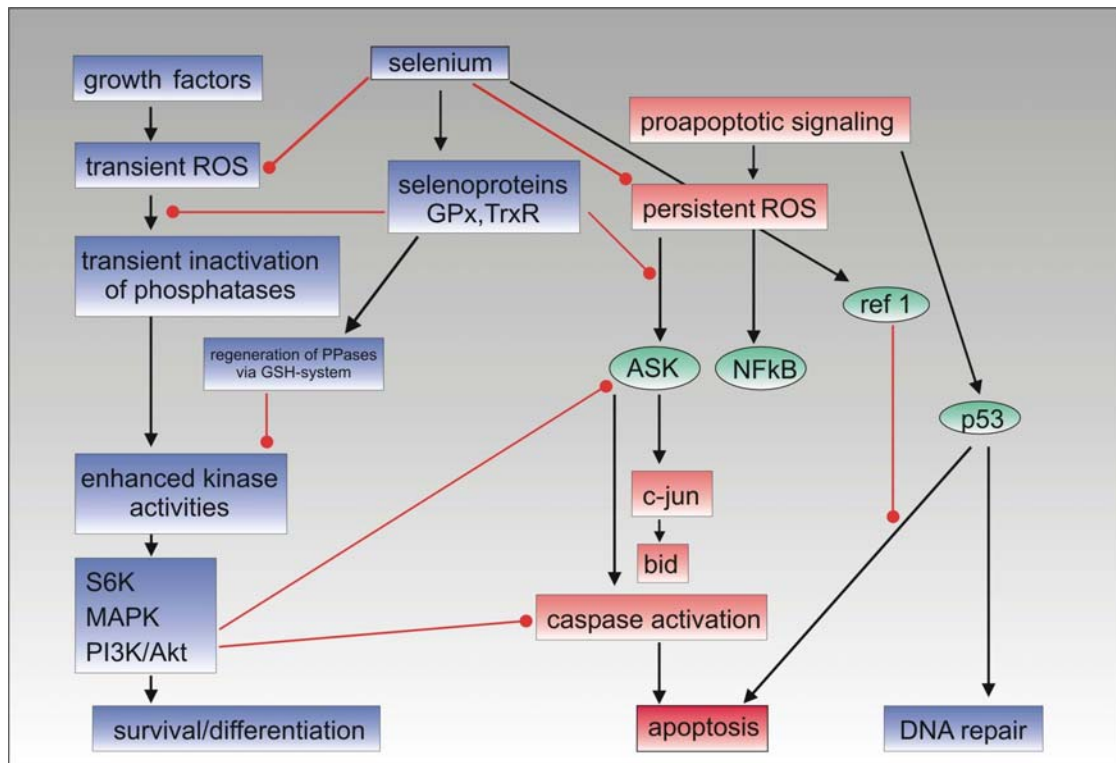 selenium
growth factors
proapoptotic signaling
transient ROS
selenoproteins
GPx,TrxR
persistent ROS
transient inactivation
of phosphatases
ref 1
regeneration of PPases
via GSH-system
ASK
NFkB
p53
enhanced kinase
activities
c-jun
bid
S6K
MAPK
PI3K/Akt
caspase activation
survival/differentiation
apoptosis
DNA repair